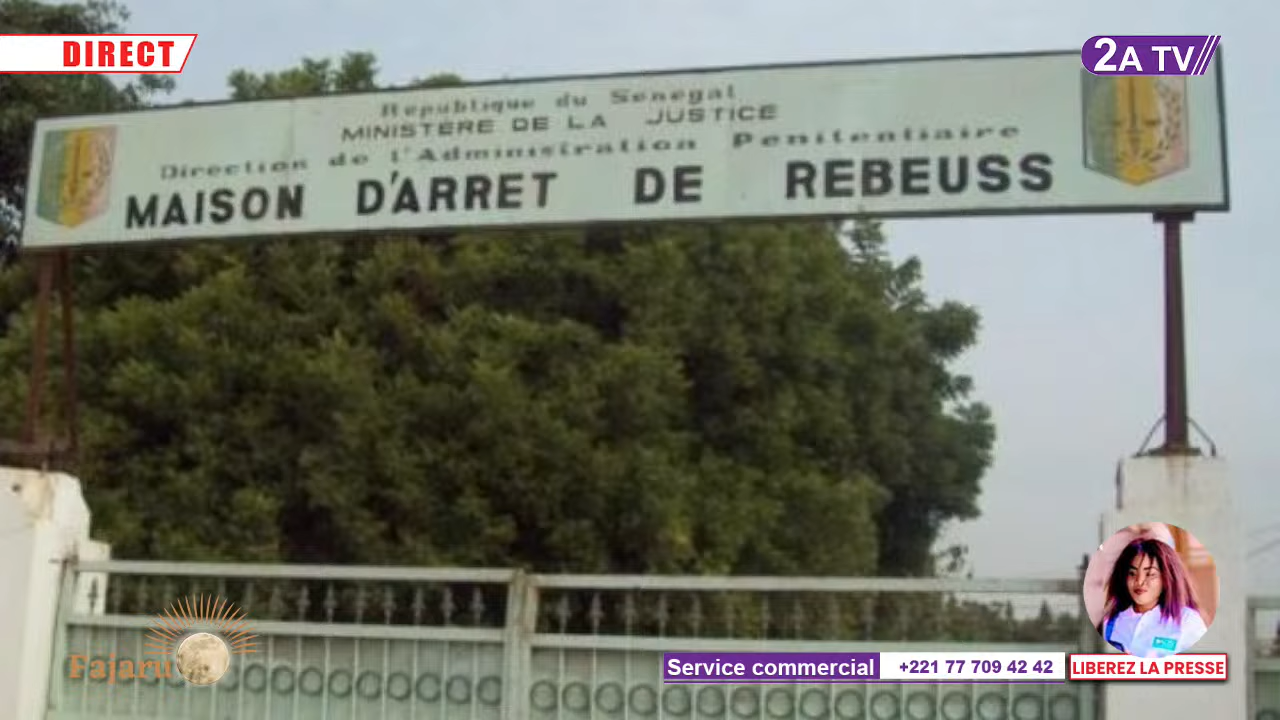 DIRECT
2A TV
Republique du Senegal
MINISTERE DE LA JUSTICE
Direction de l'Administration Penitentiaire
MAISON D'ARRET DE REBEUSS
Fajaru
Service commercial
+221 77 709 42 42
LIBEREZ LA PRESSE